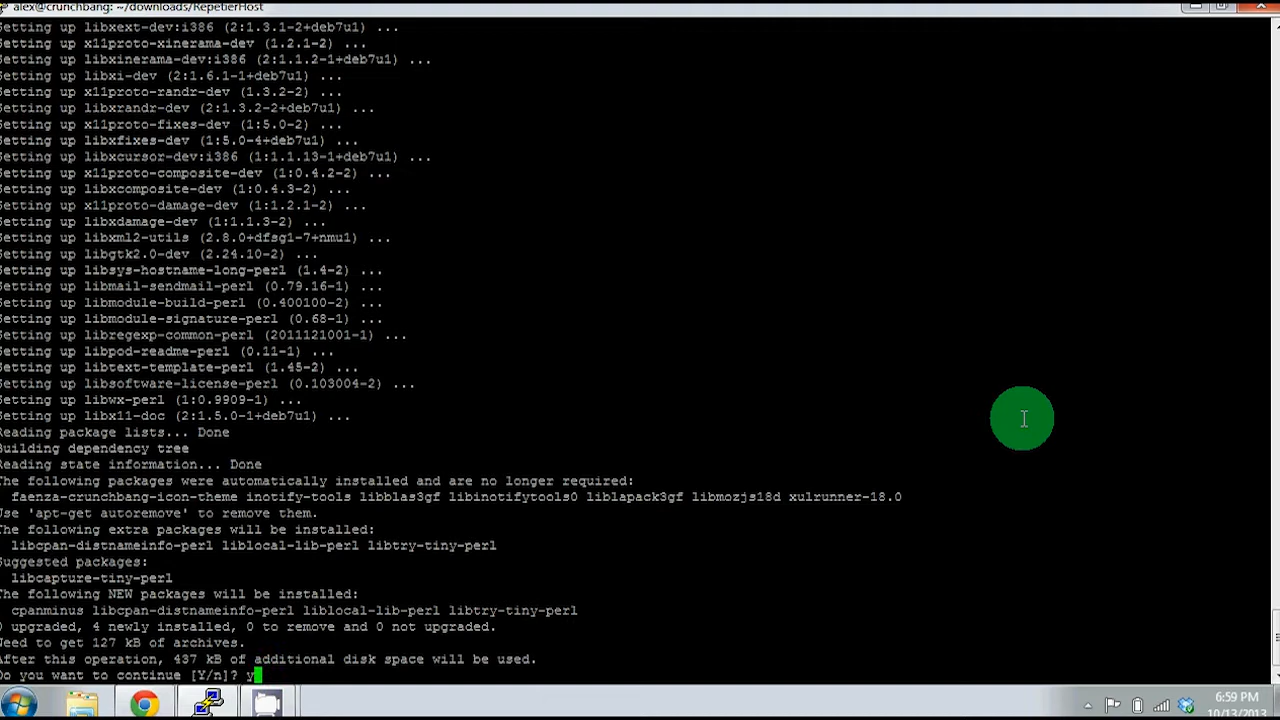 alex@crunchbang: ~/downloads/RepetierHost
Setting up libxext-dev:i386 (2:1.3.1-2+deb7u1) ...
Setting up x11proto-xinerama-dev (1.2.1-2) ...
Setting up libxinerama-dev:i386 (2:1.1.2-1+deb7u1) ...
Setting up libxi-dev (2:1.6.1-1+deb7u1) ...
Setting up x11proto-randr-dev (1.3.2-2) ...
Setting up libxrandr-dev (2:1.3.2-2+deb7u1) ...
Setting up x11proto-fixes-dev (1:5.0-2) ...
Setting up libxfixes-dev (1:5.0-4+deb7u1) ...
Setting up libxcursor-dev:i386 (1:1.1.13-1+deb7u1) ...
Setting up x11proto-composite-dev (1:0.4.2-2) ...
Setting up libxcomposite-dev (1:0.4.3-2) ...
Setting up x11proto-damage-dev (1:1.2.1-2) ...
Setting up libxdamage-dev (1:1.1.3-2) ...
Setting up libxml2-utils (2.8.0+dfsg1-7+nmu1) ...
Setting up libgtk2.0-dev (2.24.10-2) ...
Setting up libsys-hostname-long-perl (1.4-2) ...
Setting up libmail-sendmail-perl (0.79.16-1) ...
Setting up libmodule-build-perl (0.400100-2) ...
Setting up libmodule-signature-perl (0.68-1) ...
Setting up libregexp-common-perl (2011121001-1) ...
Setting up libpod-readme-perl (0.11-1) ...
Setting up libtext-template-perl (1.45-2) ...
Setting up libsoftware-license-perl (0.103004-2) ...
Setting up libwx-perl (1:0.9909-1) ...
Setting up libx11-doc (2:1.5.0-1+deb7u1) ...
Reading package lists... Done
Building dependency tree
Reading state information... Done
The following packages were automatically installed and are no longer required:
faenza-crunchbang-icon-theme inotify-tools libblas3gf libinotifytools0 liblapack3gf libmozjs18d xulrunner-18.0
Use 'apt-get autoremove' to remove them.
The following extra packages will be installed:
libcpan-distnameinfo-perl liblocal-lib-perl libtry-tiny-perl
Suggested packages:
libcapture-tiny-perl
The following NEW packages will be installed:
cpanminus libcpan-distnameinfo-perl liblocal-lib-perl libtry-tiny-perl
0 upgraded, 4 newly installed, 0 to remove and 0 not upgraded.
Need to get 127 kB of archives.
After this operation, 437 kB of additional disk space will be used.
Do you want to continue [Y/n]? y
6:59 PM
10/13/2013